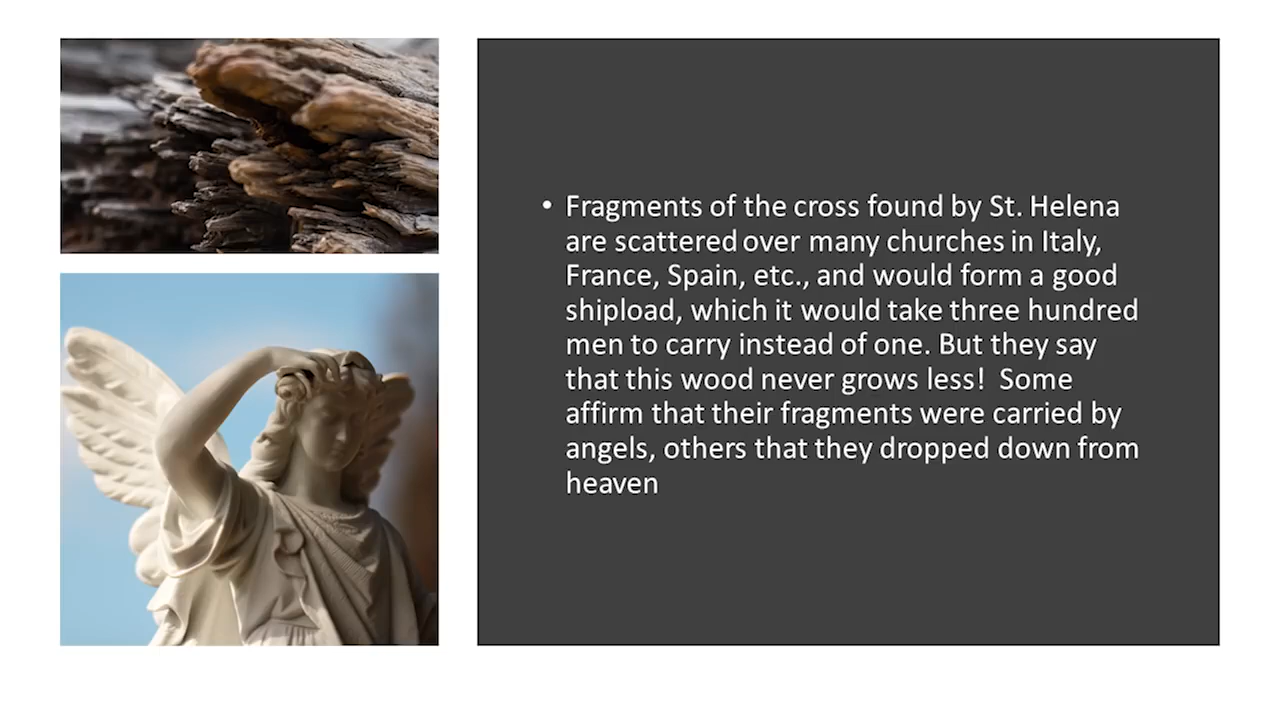 • Fragments of the cross found by St. Helena
are scattered over many churches in Italy,
France, Spain, etc., and would form a good
shipload, which it would take three hundred
men to carry instead of one. But they say
that this wood never grows less!  Some
affirm that their fragments were carried by
angels, others that they dropped down from
heaven